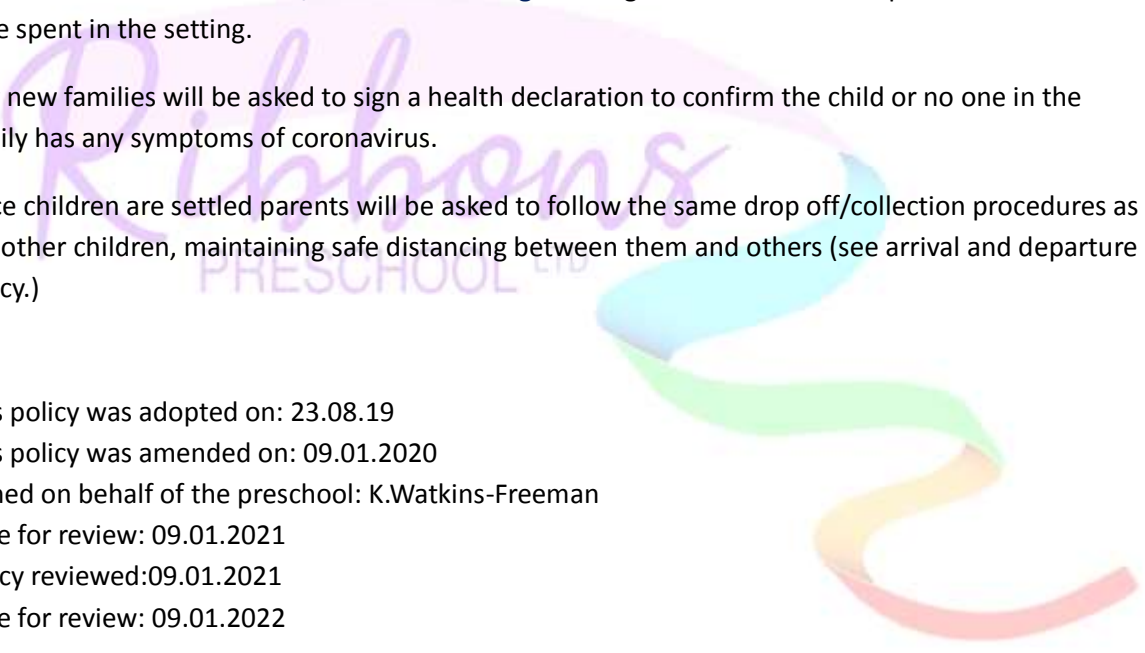 e spent in the setting.
new families will be asked to sign a health declaration to confirm the child or no one in the
ily has any symptoms of coronavirus.
ce children are settled parents will be asked to follow the same drop off/collection procedures as
other children, maintaining safe distancing between them and others (see arrival and departure
cy.)
Ribbons
PRESCHOOL LTD
s policy was adopted on: 23.08.19
s policy was amended on: 09.01.2020
ned on behalf of the preschool: K.Watkins-Freeman
e for review: 09.01.2021
cy reviewed:09.01.2021
e for review: 09.01.2022